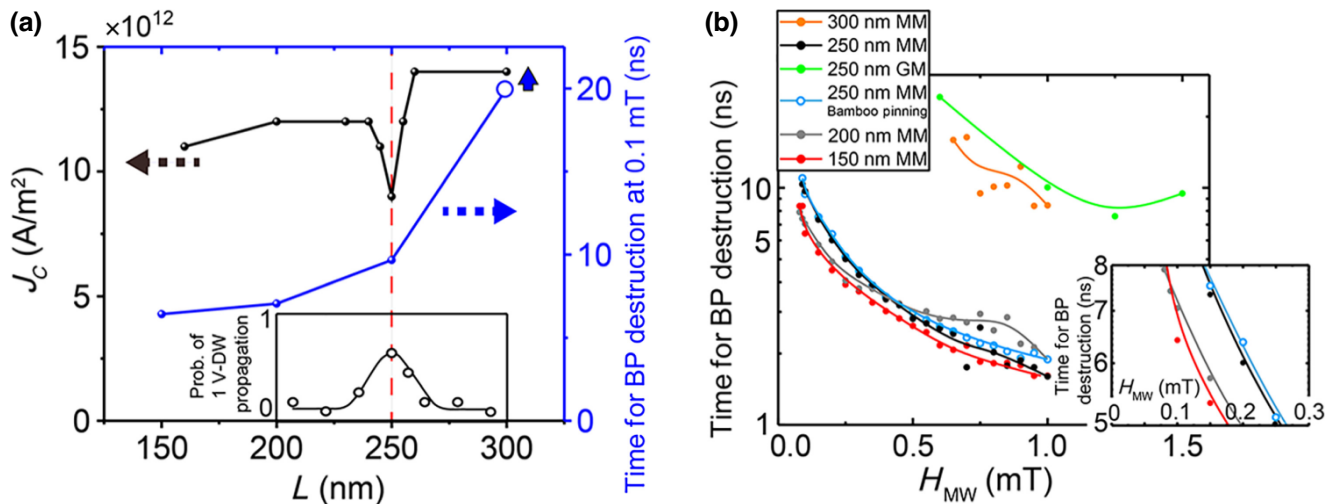 (a)
×10¹²
15
10
5
0
J_C (A/m²)
150
200
250
300
L (nm)
20
10
0
Time for BP destruction at 0.1 mT (ns)
1
0
Prob. of
1 V-DW
propagation
(b)
300 nm MM
250 nm MM
250 nm GM
250 nm MM
Bamboo pinning
200 nm MM
150 nm MM
Time for BP destruction (ns)
10
5
1
0.0
0.5
1.0
1.5
H_MW (mT)
Time for BP
destruction (ns)
8
7
6
5
H_MW (mT)
0
0.1
0.2
0.3